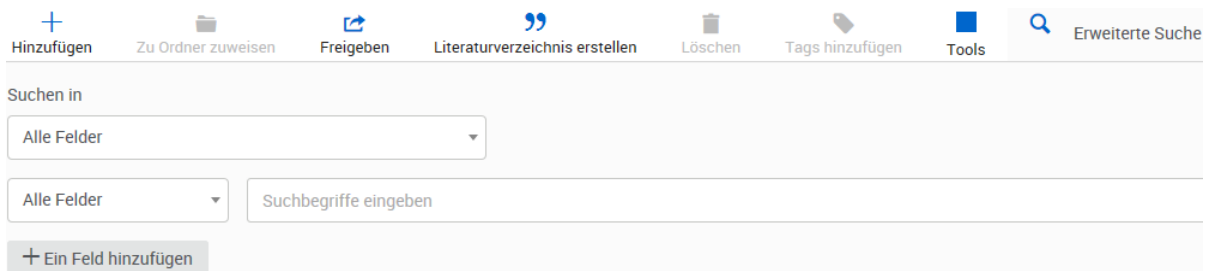 Hinzufügen Zu Ordner zuweisen Freigeben Literaturverzeichnis erstellen Löschen Tags hinzufügen Tools Erweiterte Suche
Suchen in
Alle Felder
Alle Felder Suchbegriffe eingeben
+ Ein Feld hinzufügen